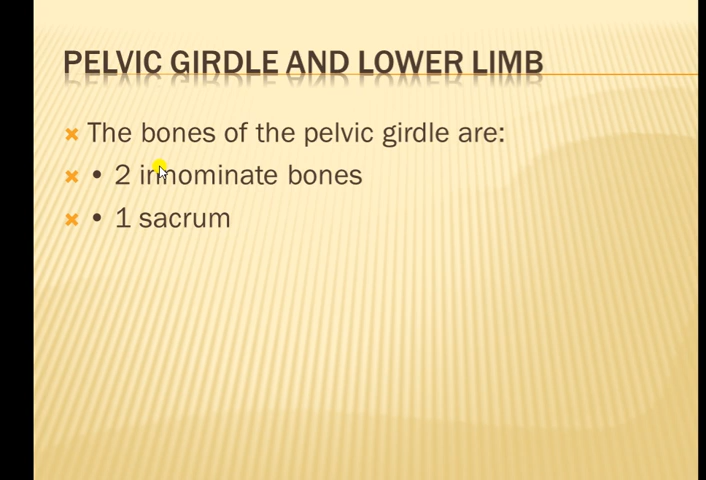 PELVIC GIRDLE AND LOWER LIMB
The bones of the pelvic girdle are:
• 2 innominate bones
• 1 sacrum